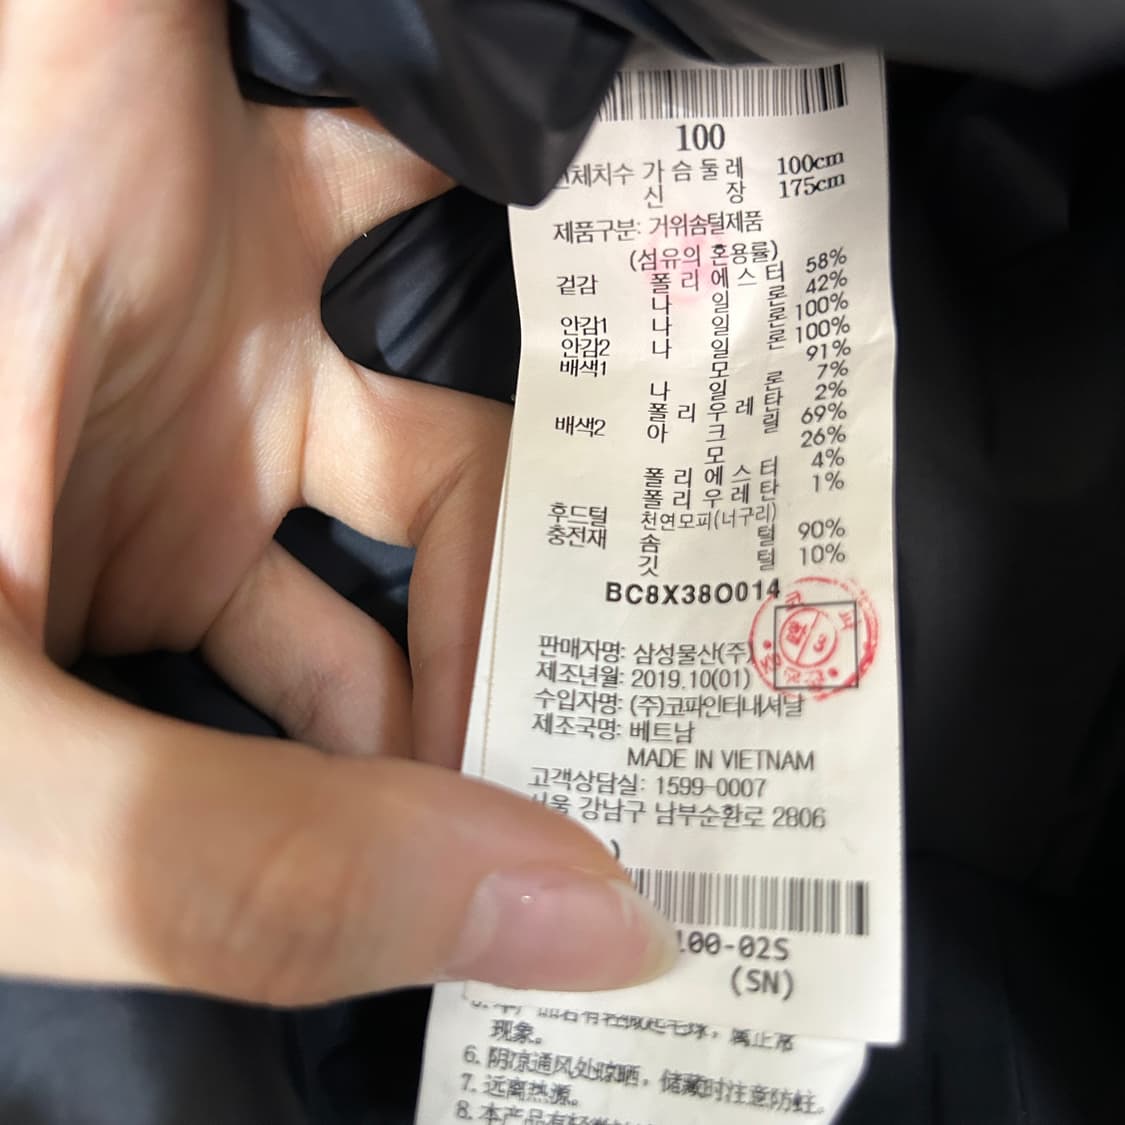 100
신체치수 가슴둘레 100cm
신 장 175cm
제품구분: 거위솜털제품
(섬유의 혼용률)
겉감 폴리에스터 58%
나 일 론 42%
안감1 나 일 론 100%
안감2 나 일 론 100%
배색1 모 91%
나 일 론 7%
폴리우레탄 2%
배색2 아 크 릴 69%
모 26%
폴리에스터 4%
폴리우레탄 1%
후드털 천연모피(너구리)
충전재 솜 털 90%
깃 털 10%
BC8X38O014
판매자명: 삼성물산(주)
제조년월: 2019.10(01)
수입자명: (주)코파인터내셔날
제조국명: 베트남
MADE IN VIETNAM
고객상담실: 1599-0007
서울 강남구 남부순환로 2806
)
100-02S
(SN)
现象。
6. 阴凉通风处晾晒，储藏时注意防蛀。
7. 远离热源。
8. 本产品有轻微